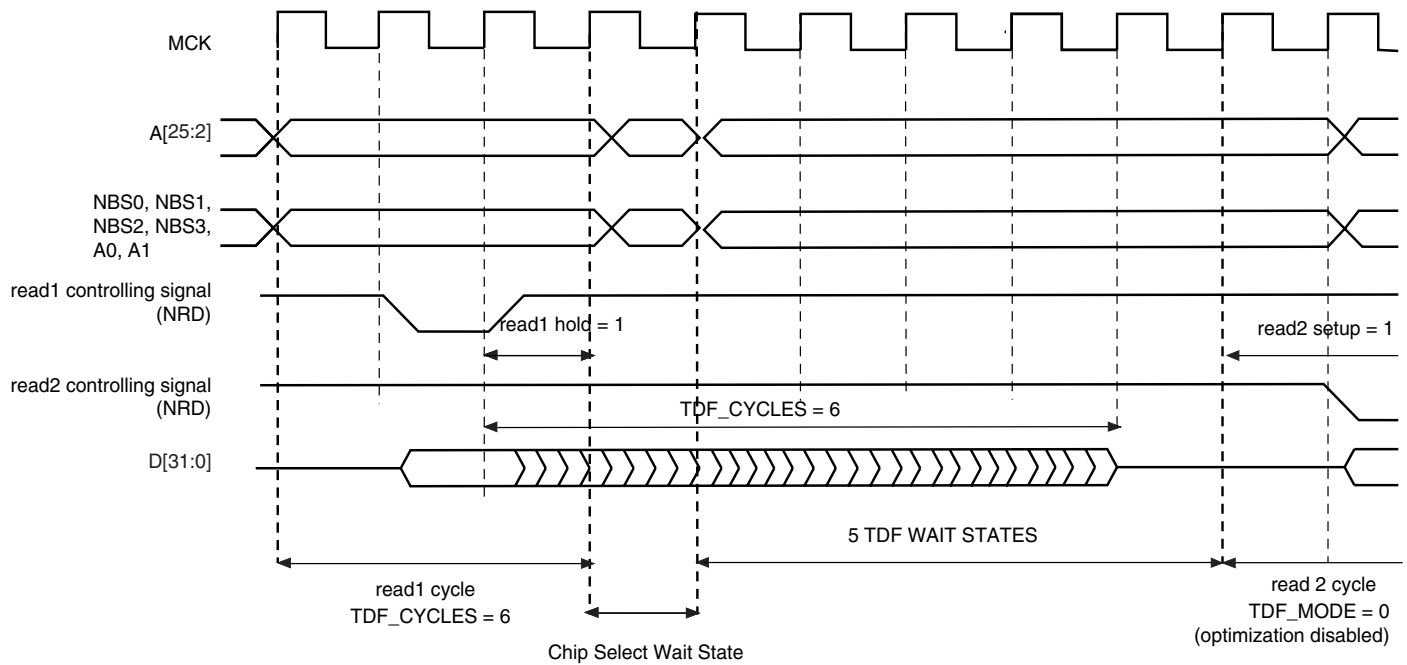 MCK
A[25:2]
NBS0, NBS1,
NBS2, NBS3,
A0, A1
read1 controlling signal
(NRD)
read1 hold = 1
read2 setup = 1
read2 controlling signal
(NRD)
TDF_CYCLES = 6
D[31:0]
5 TDF WAIT STATES
read1 cycle
TDF_CYCLES = 6
Chip Select Wait State
read 2 cycle
TDF_MODE = 0
(optimization disabled)